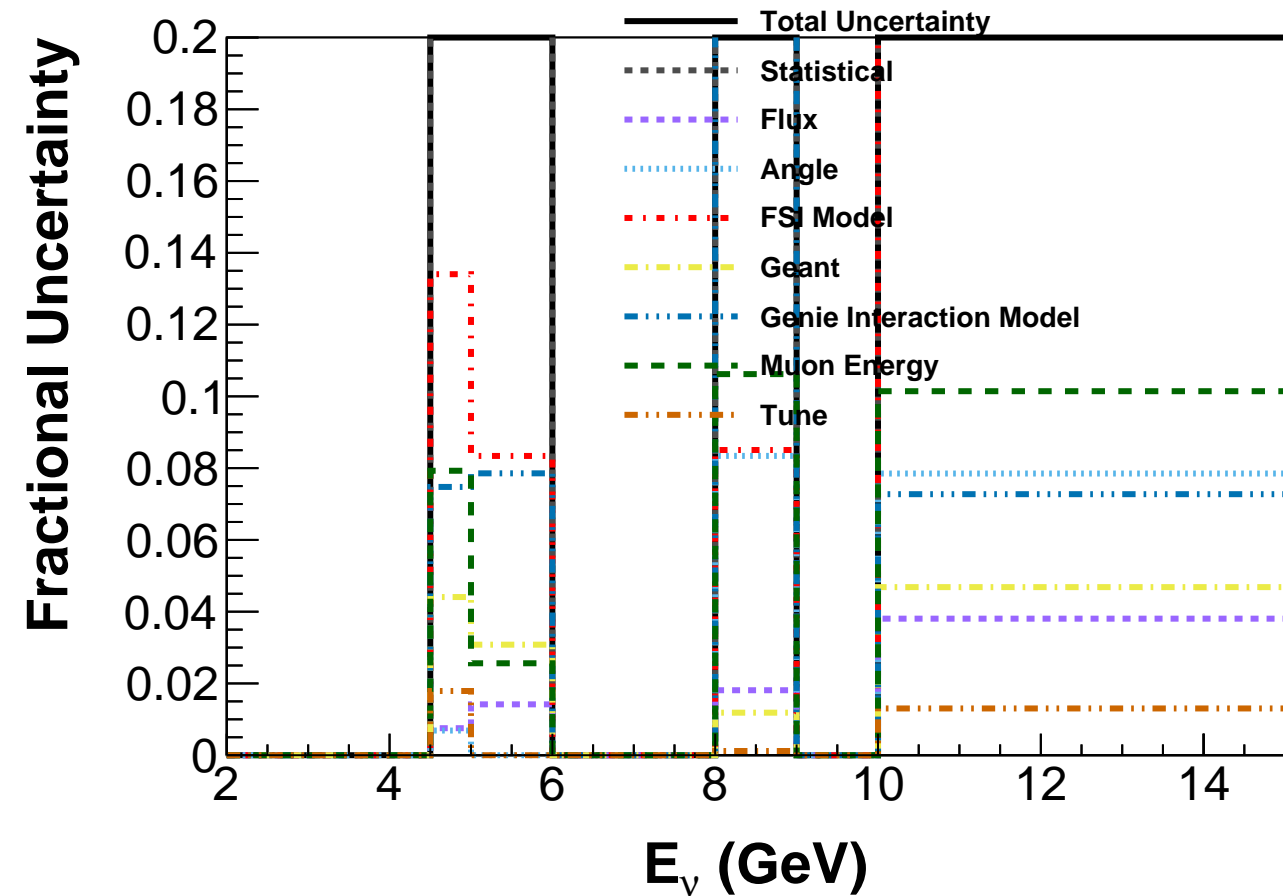 Total Uncertainty
Statistical
Flux
Angle
FSI Model
Geant
Genie Interaction Model
Muon Energy
Tune
Fractional Uncertainty
0.2
0.18
0.16
0.14
0.12
0.1
0.08
0.06
0.04
0.02
0
2 4 6 8 10 12 14
E_ν (GeV)